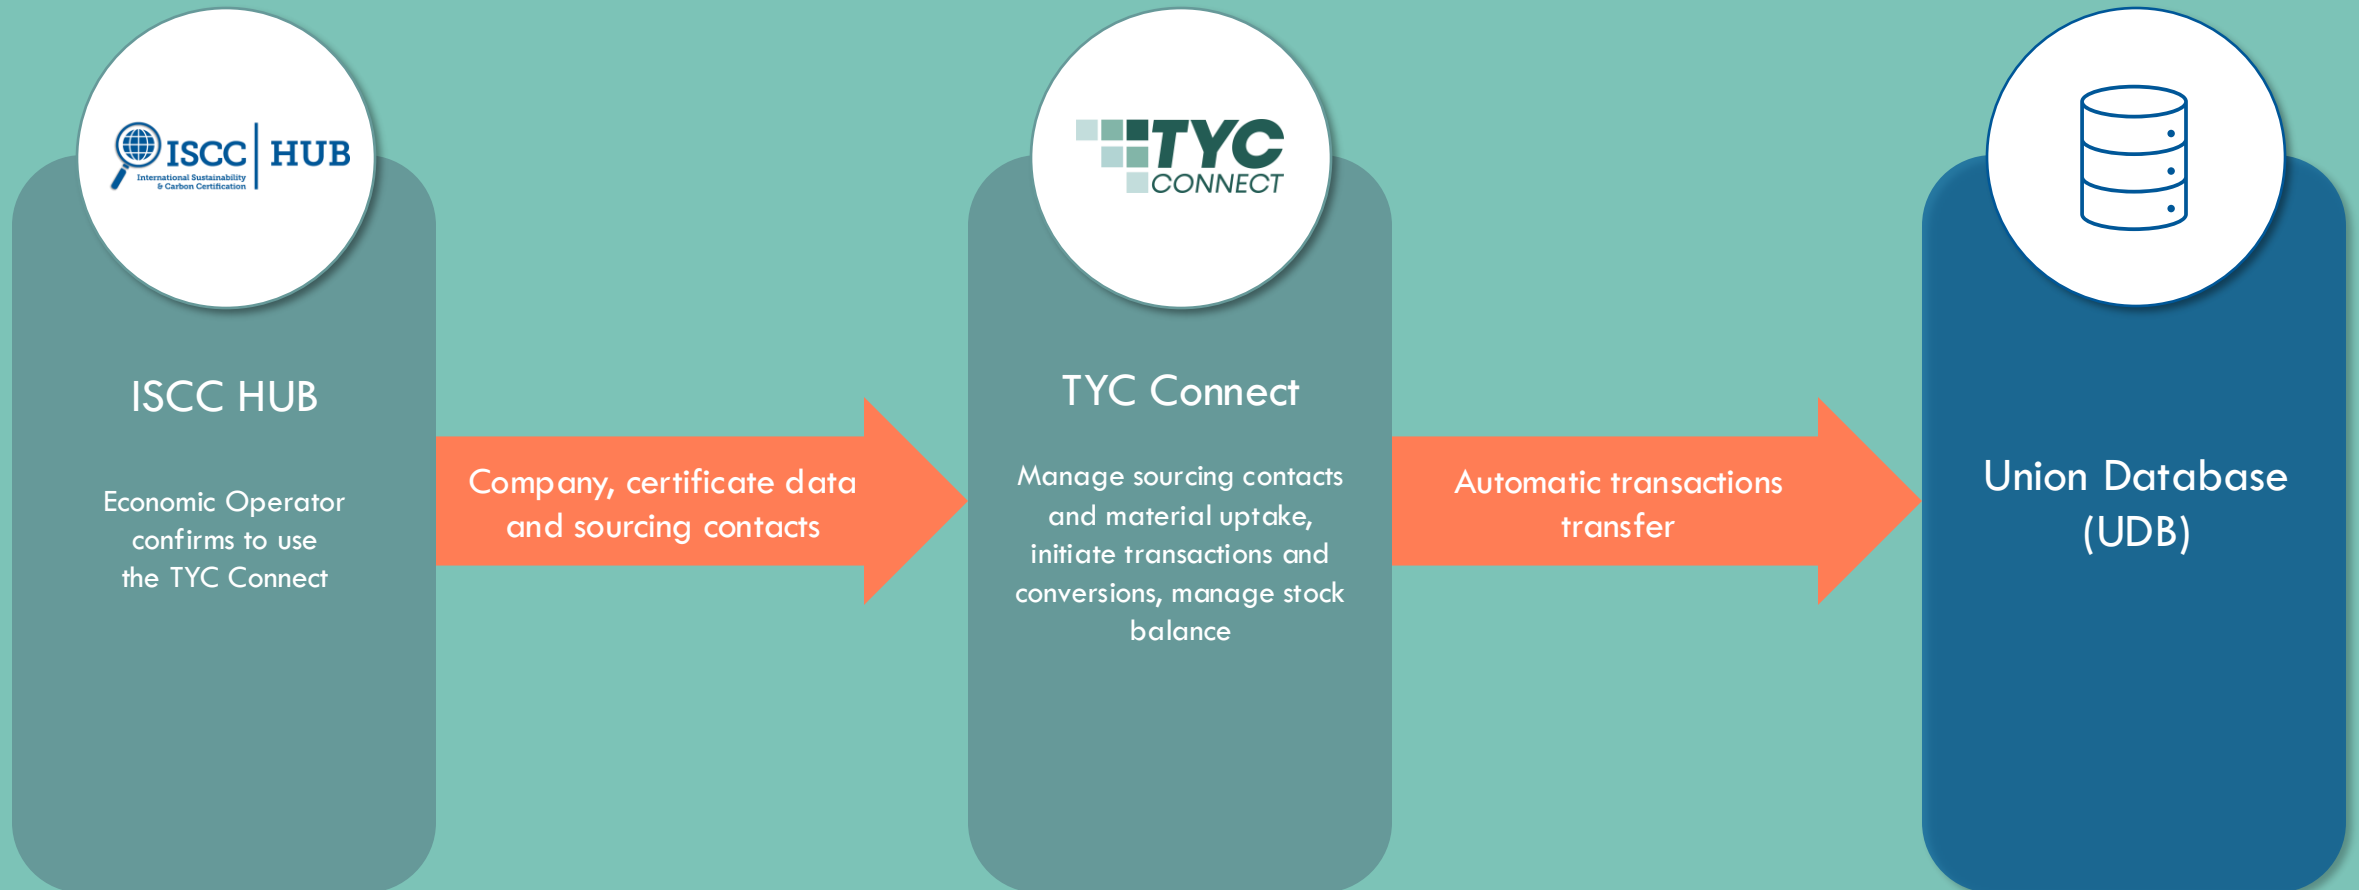 ISCC HUB
International Sustainability
& Carbon Certification
ISCC HUB
Economic Operator
confirms to use
the TYC Connect
Company, certificate data
and sourcing contacts
TYC
CONNECT
TYC Connect
Manage sourcing contacts
and material uptake,
initiate transactions and
conversions, manage stock
balance
Automatic transactions
transfer
Union Database
(UDB)